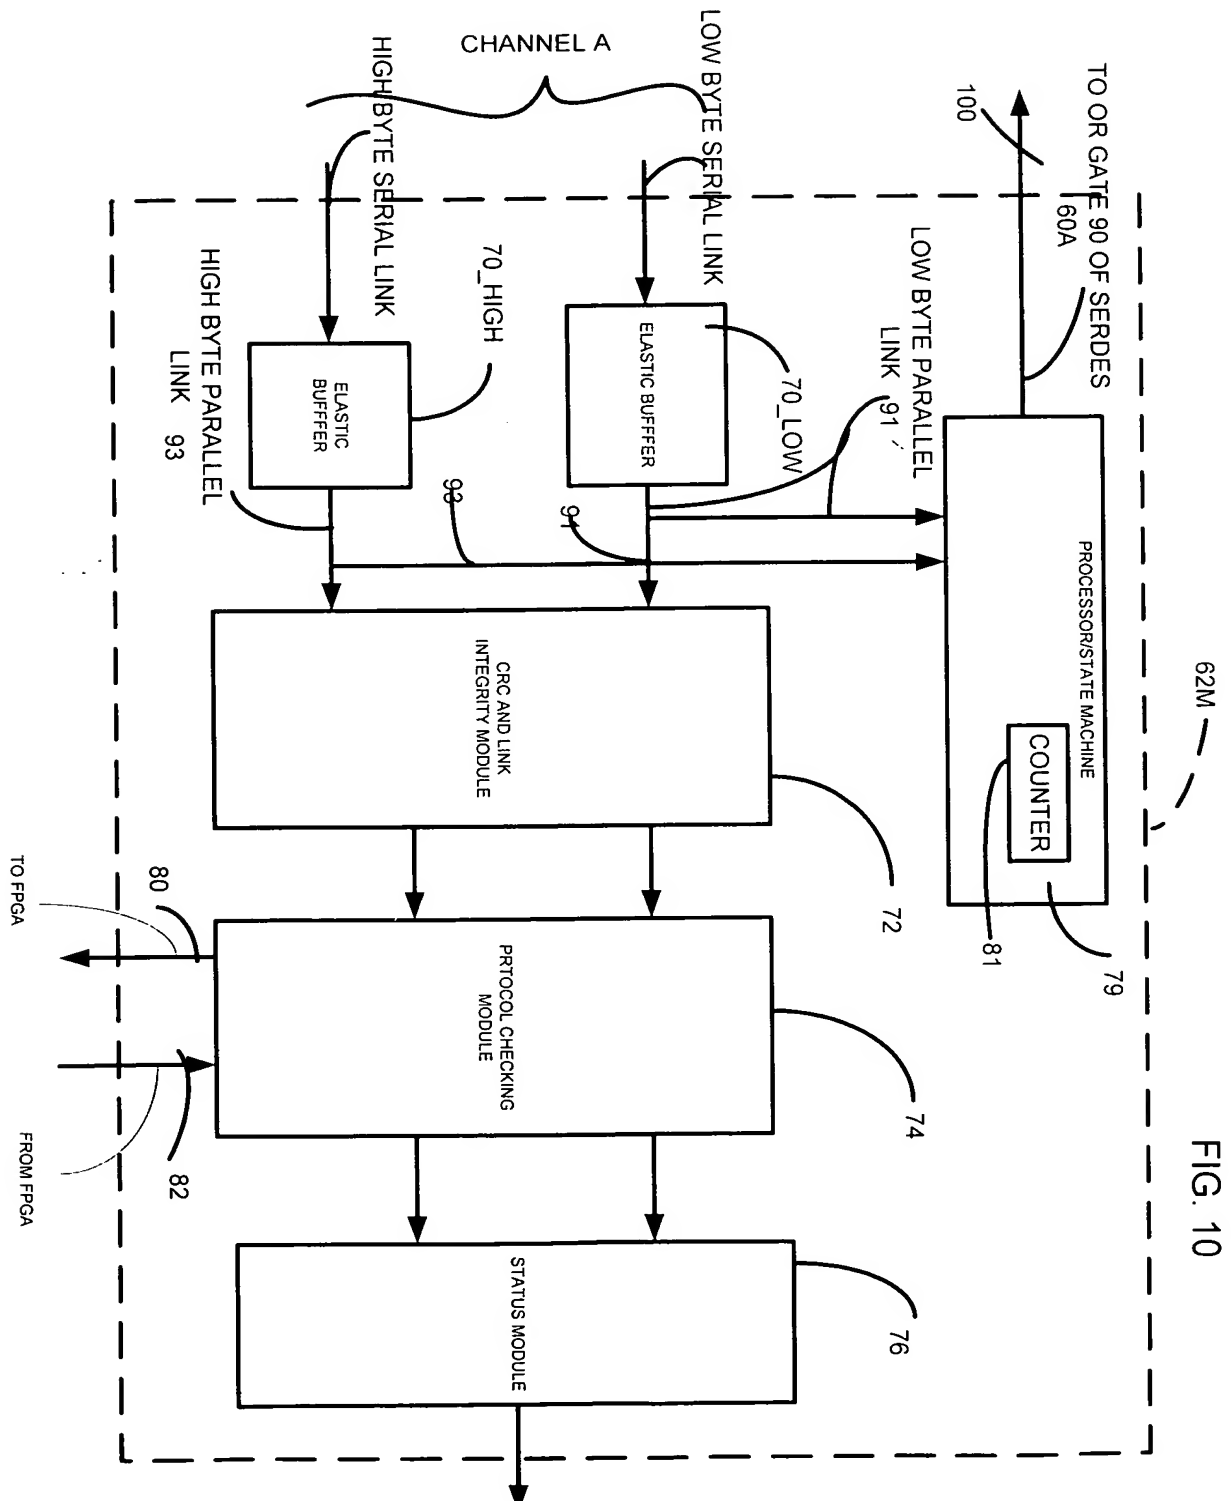 FIG. 10
62M
TO OR GATE 90 OF SERDES
60A
100
PROCESSOR/STATE MACHINE
COUNTER
81
79
CHANNEL A
LOW BYTE SERIAL LINK
HIGH BYTE SERIAL LINK
LOW BYTE PARALLEL
LINK 91
70_LOW
ELASTIC BUFFFER
70_HIGH
ELASTIC
BUFFFER
HIGH BYTE PARALLEL
LINK 93
93
91
CRC AND LINK
INTEGRITY MODULE
72
PRTOCOL CHECKING
MODULE
74
STATUS MODULE
76
80
TO FPGA
82
FROM FPGA